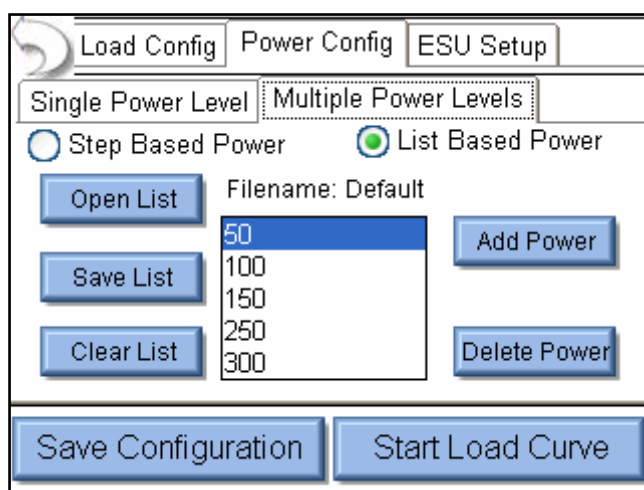 Load Config Power Config ESU Setup
Single Power Level Multiple Power Levels
Step Based Power List Based Power
Open List Filename: Default
50
Add Power
100
Save List
150
250
Clear List Delete Power
300
Save Configuration Start Load Curve